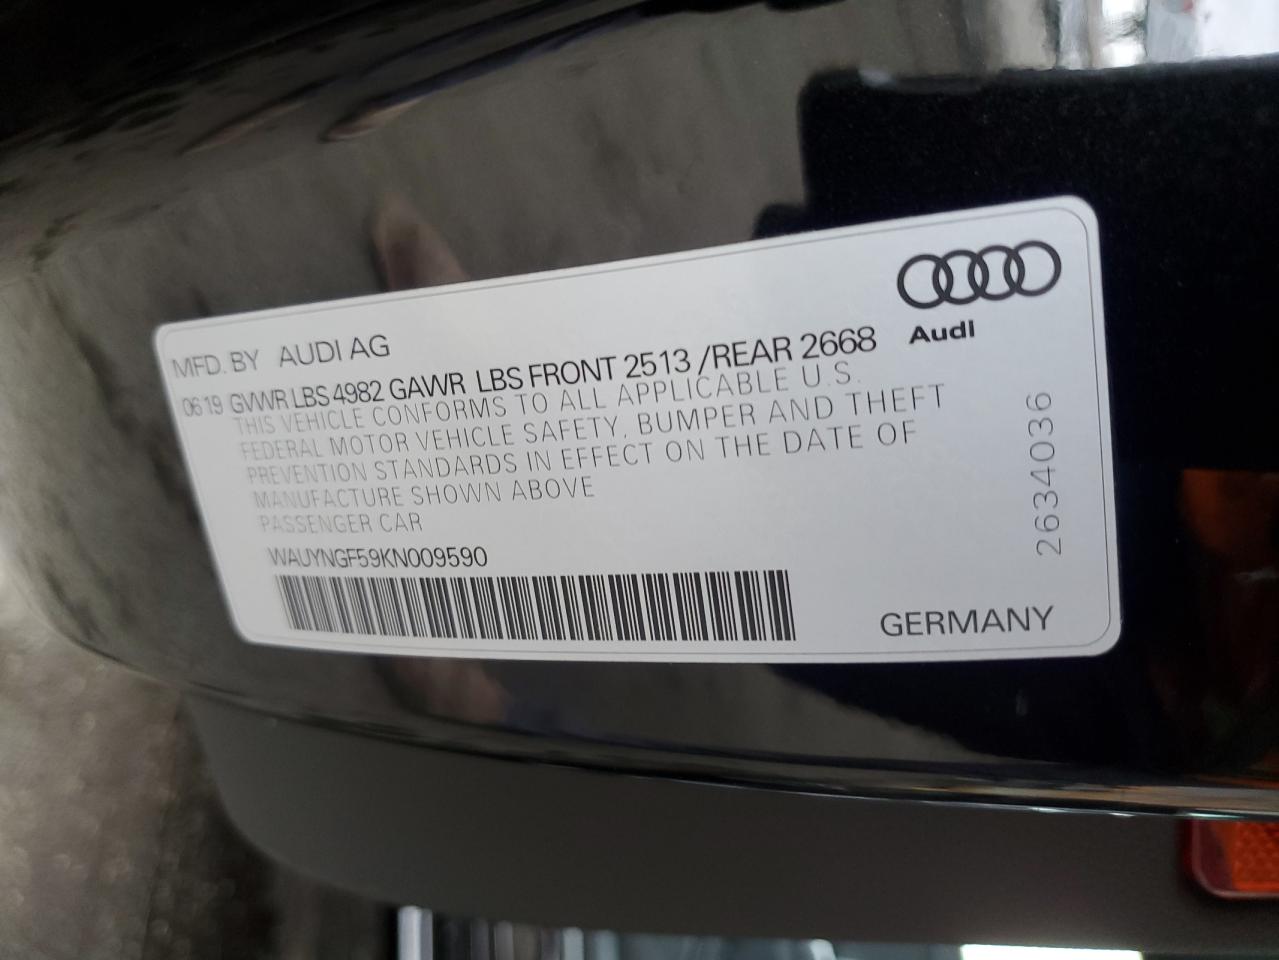 Audi
MFD. BY AUDI AG
06 19 GVWR LBS 4982 GAWR LBS FRONT 2513 /REAR 2668
THIS VEHICLE CONFORMS TO ALL APPLICABLE U.S.
FEDERAL MOTOR VEHICLE SAFETY, BUMPER AND THEFT
PREVENTION STANDARDS IN EFFECT ON THE DATE OF
MANUFACTURE SHOWN ABOVE
PASSENGER CAR
WAUYNGF59KN009590
2634036
GERMANY